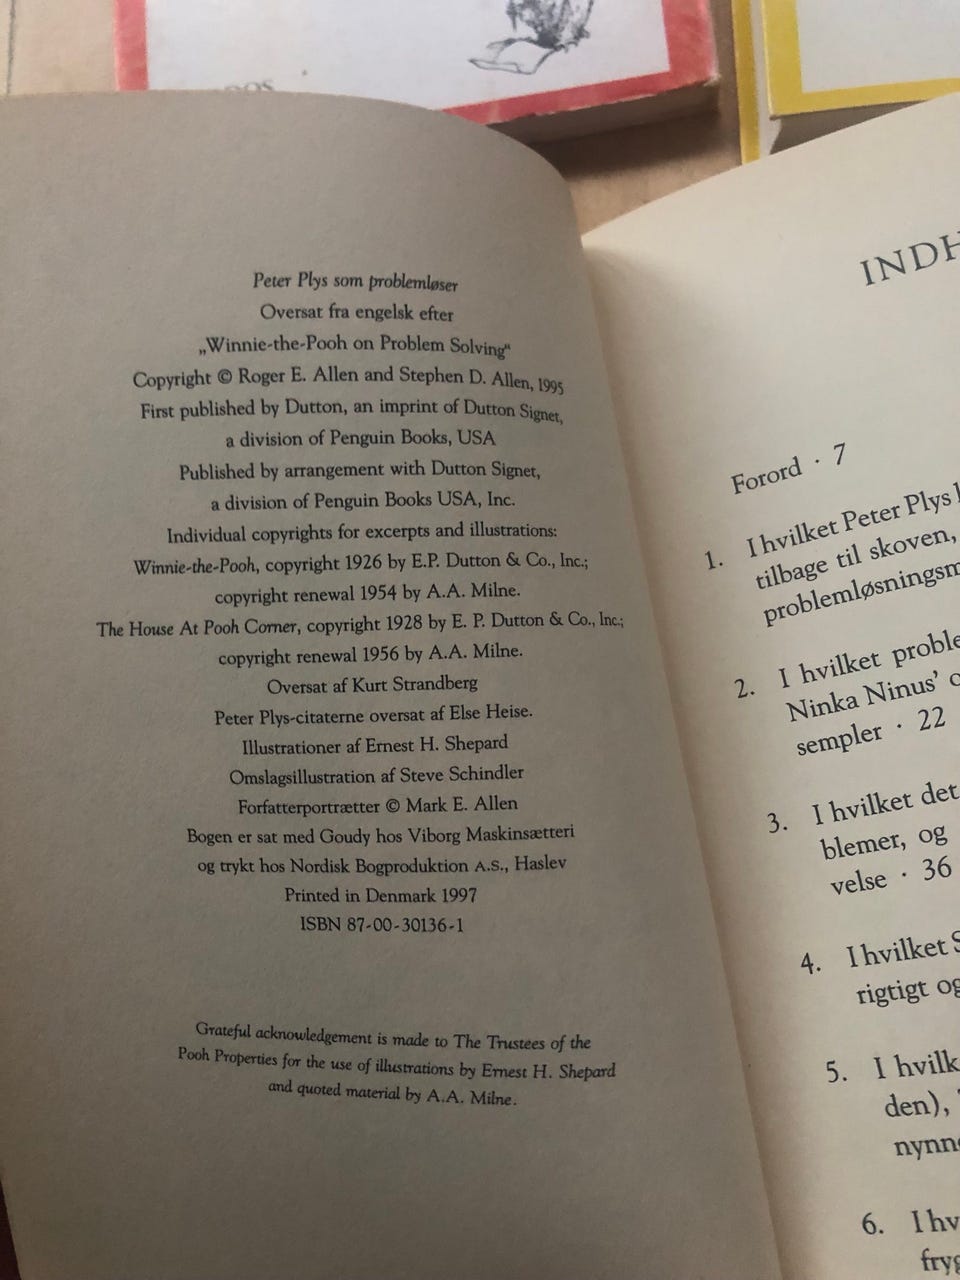 Peter Plys som problemløser
Oversat fra engelsk efter
„Winnie-the-Pooh on Problem Solving“
Copyright © Roger E. Allen and Stephen D. Allen, 1995
First published by Dutton, an imprint of Dutton Signet,
a division of Penguin Books, USA
Published by arrangement with Dutton Signet,
a division of Penguin Books USA, Inc.
Individual copyrights for excerpts and illustrations:
Winnie-the-Pooh, copyright 1926 by E.P. Dutton & Co., Inc.;
copyright renewal 1954 by A.A. Milne.
The House At Pooh Corner, copyright 1928 by E. P. Dutton & Co., Inc.;
copyright renewal 1956 by A.A. Milne.
Oversat af Kurt Strandberg
Peter Plys-citaterne oversat af Else Heise.
Illustrationer af Ernest H. Shepard
Omslagsillustration af Steve Schindler
Forfatterportrætter © Mark E. Allen
Bogen er sat med Goudy hos Viborg Maskinsætteri
og trykt hos Nordisk Bogproduktion A.S., Haslev
Printed in Denmark 1997
ISBN 87-00-30136-1
Grateful acknowledgement is made to The Trustees of the
Pooh Properties for the use of illustrations by Ernest H. Shepard
and quoted material by A.A. Milne.
INDH
Forord · 7
1. I hvilket Peter Plys
tilbage til skoven,
problemløsningsm
2. I hvilket proble
Ninka Ninus' o
sempler · 22
3. I hvilket det
blemer, og
velse · 36
4. I hvilket S
rigtigt og
5. I hvilk
den),
nynn
6. I hv
fryg